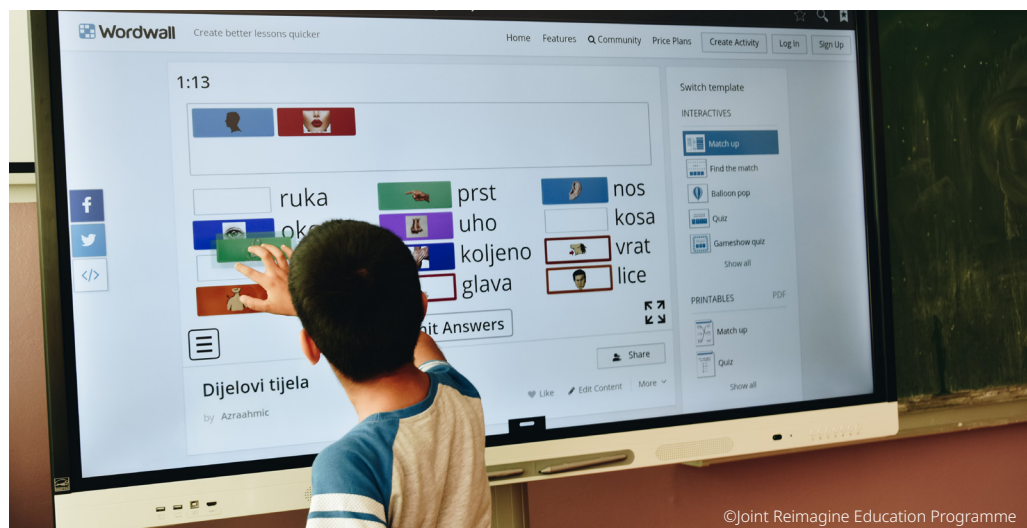 Wordwall
Create better lessons quicker
Home Features Community Price Plans Create Activity Log In Sign Up
1:13
ruka prst nos
uho kosa
koljeno vrat
glava lice
Answers
Share
Dijelovi tijela
by Azraahmic
Like Edit Content More
Switch template
INTERACTIVES
Match up
Find the match
Balloon pop
Quiz
Gameshow quiz
Show all
PRINTABLES PDF
Match up
Quiz
Show all
©Joint Reimagine Education Programme